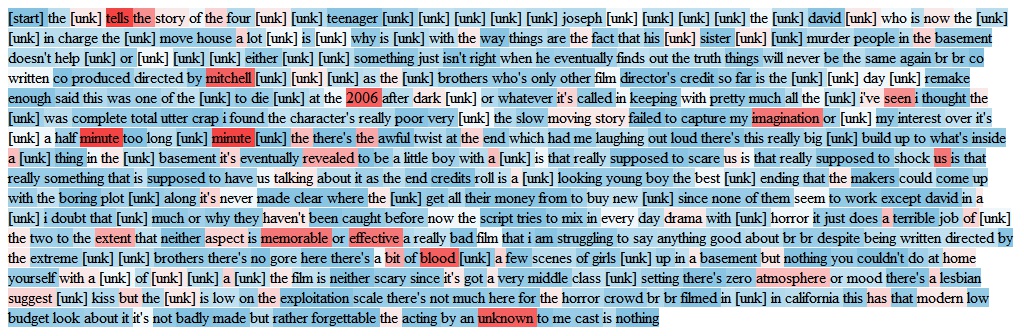 [start] the [unk] tells the story of the four [unk] [unk] teenager [unk] [unk] [unk] [unk] [unk] joseph [unk] [unk] [unk] [unk] the [unk] david [unk] who is now the [unk]
[unk] in charge the [unk] move house a lot [unk] is [unk] why is [unk] with the way things are the fact that his [unk] sister [unk] [unk] murder people in the basement
doesn't help [unk] or [unk] [unk] [unk] either [unk] [unk] something just isn't right when he eventually finds out the truth things will never be the same again br br co
written co produced directed by mitchell [unk] [unk] [unk] as the [unk] brothers who's only other film director's credit so far is the [unk] [unk] day [unk] remake
enough said this was one of the [unk] to die [unk] at the 2006 after dark [unk] or whatever it's called in keeping with pretty much all the [unk] i've seen i thought the
[unk] was complete total utter crap i found the character's really poor very [unk] the slow moving story failed to capture my imagination or [unk] my interest over it's
[unk] a half minute too long [unk] minute [unk] the there's the awful twist at the end which had me laughing out loud there's this really big [unk] build up to what's inside
a [unk] thing in the [unk] basement it's eventually revealed to be a little boy with a [unk] is that really supposed to scare us is that really supposed to shock us is that
really something that is supposed to have us talking about it as the end credits roll is a [unk] looking young boy the best [unk] ending that the makers could come up
with the boring plot [unk] along it's never made clear where the [unk] get all their money from to buy new [unk] since none of them seem to work except david in a
[unk] i doubt that [unk] much or why they haven't been caught before now the script tries to mix in every day drama with [unk] horror it just does a terrible job of [unk]
the two to the extent that neither aspect is memorable or effective a really bad film that i am struggling to say anything good about br br despite being written directed by
the extreme [unk] [unk] brothers there's no gore here there's a bit of blood [unk] a few scenes of girls [unk] up in a basement but nothing you couldn't do at home
yourself with a [unk] of [unk] [unk] a [unk] the film is neither scary since it's got a very middle class [unk] setting there's zero atmosphere or mood there's a lesbian
suggest [unk] kiss but the [unk] is low on the exploitation scale there's not much here for the horror crowd br br filmed in [unk] in california this has that modern low
budget look about it it's not badly made but rather forgettable the acting by an unknown to me cast is nothing